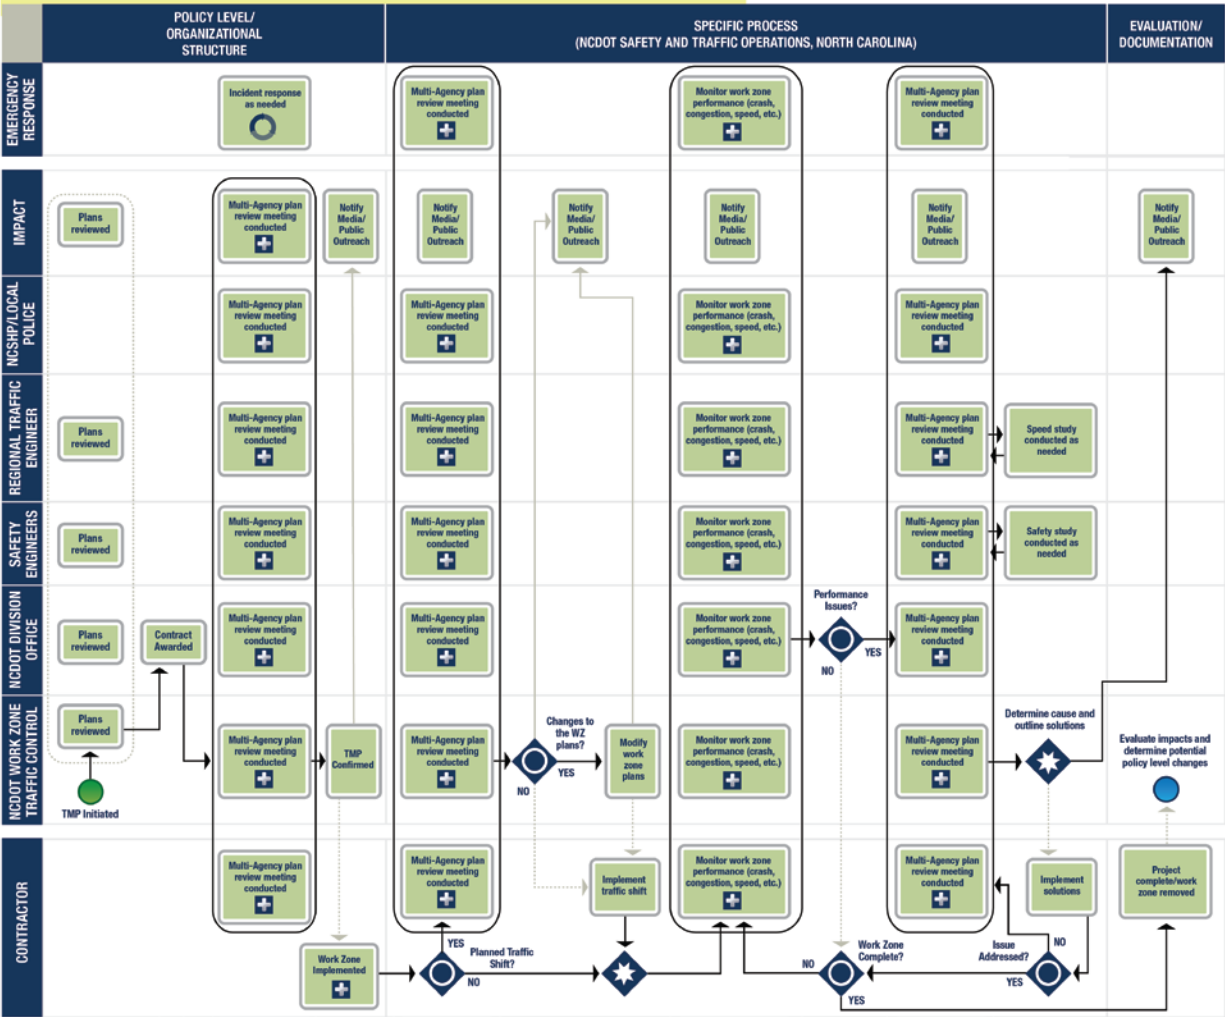 POLICY LEVEL/
ORGANIZATIONAL
STRUCTURE
SPECIFIC PROCESS
(NCDOT SAFETY AND TRAFFIC OPERATIONS, NORTH CAROLINA)
EVALUATION/
DOCUMENTATION
EMERGENCY
RESPONSE
Incident response
as needed
Multi-Agency plan
review meeting
conducted
Monitor work zone
performance (crash,
congestion, speed, etc.)
Multi-Agency plan
review meeting
conducted
IMPACT
Plans
reviewed
Multi-Agency plan
review meeting
conducted
Notify
Media/
Public
Outreach
Notify
Media/
Public
Outreach
Notify
Media/
Public
Outreach
Notify
Media/
Public
Outreach
Notify
Media/
Public
Outreach
Notify
Media/
Public
Outreach
NCSHP/LOCAL
POLICE
Multi-Agency plan
review meeting
conducted
Multi-Agency plan
review meeting
conducted
Monitor work zone
performance (crash,
congestion, speed, etc.)
Multi-Agency plan
review meeting
conducted
REGIONAL TRAFFIC
ENGINEER
Plans
reviewed
Multi-Agency plan
review meeting
conducted
Multi-Agency plan
review meeting
conducted
Monitor work zone
performance (crash,
congestion, speed, etc.)
Multi-Agency plan
review meeting
conducted
Speed study
conducted as
needed
SAFETY
ENGINEERS
Plans
reviewed
Multi-Agency plan
review meeting
conducted
Multi-Agency plan
review meeting
conducted
Monitor work zone
performance (crash,
congestion, speed, etc.)
Multi-Agency plan
review meeting
conducted
Safety study
conducted as
needed
NCDOT DIVISION
OFFICE
Plans
reviewed
Contract
Awarded
Multi-Agency plan
review meeting
conducted
Multi-Agency plan
review meeting
conducted
Monitor work zone
performance (crash,
congestion, speed, etc.)
Performance
Issues?
YES
NO
Multi-Agency plan
review meeting
conducted
NCDOT WORK ZONE
TRAFFIC CONTROL
Plans
reviewed
TMP Initiated
Multi-Agency plan
review meeting
conducted
TMP
Confirmed
Multi-Agency plan
review meeting
conducted
Changes to
the WZ
plans?
YES
NO
Modify
work
zone
plans
Monitor work zone
performance (crash,
congestion, speed, etc.)
Multi-Agency plan
review meeting
conducted
Determine cause and
outline solutions
Evaluate impacts and
determine potential
policy level changes
CONTRACTOR
Multi-Agency plan
review meeting
conducted
Work Zone
Implemented
Multi-Agency plan
review meeting
conducted
YES
Planned Traffic
Shift?
NO
Implement
traffic shift
Monitor work zone
performance (crash,
congestion, speed, etc.)
NO
Work Zone
Complete?
YES
Multi-Agency plan
review meeting
conducted
Issue
Addressed?
NO
YES
Implement
solutions
Project
complete/work
zone removed